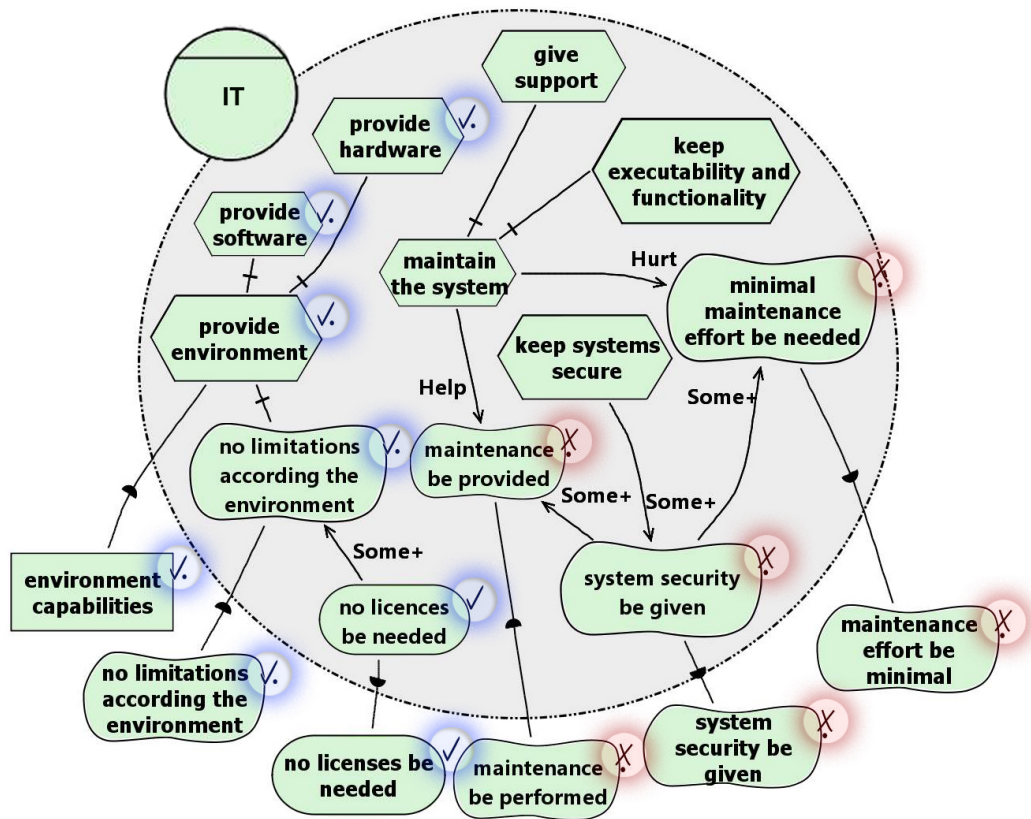 IT
give
support
provide
hardware
keep
executability and
functionality
provide
software
maintain
the system
Hurt
minimal
maintenance
effort be needed
provide
environment
keep systems
secure
Help
Some+
no limitations
according the
environment
maintenance
be provided
Some+
Some+
Some+
environment
capabilities
no licences
be needed
system security
be given
maintenance
effort be
minimal
no limitations
according the
environment
system
security be
given
no licenses be
needed
maintenance
be performed